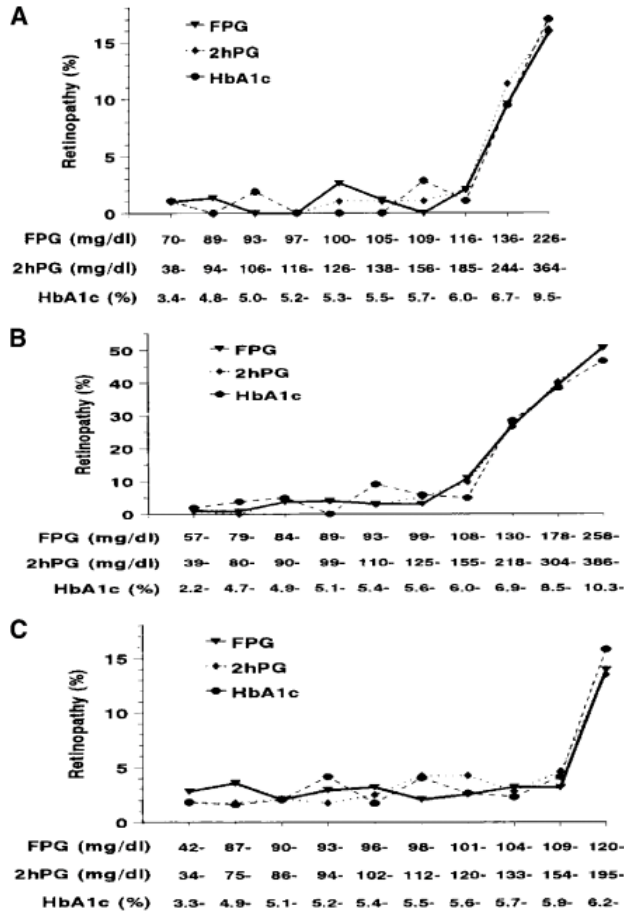 A
FPG
2hPG
HbA1c
Retinopathy (%)
15
10
5
0
FPG (mg/dl) 70- 89- 93- 97- 100- 105- 109- 116- 136- 226-
2hPG (mg/dl) 38- 94- 106- 116- 126- 138- 156- 185- 244- 364-
HbA1c (%) 3.4- 4.8- 5.0- 5.2- 5.3- 5.5- 5.7- 6.0- 6.7- 9.5-
B
FPG
2hPG
HbA1c
Retinopathy (%)
50
40
30
20
10
0
FPG (mg/dl) 57- 79- 84- 89- 93- 99- 108- 130- 178- 258-
2hPG (mg/dl) 39- 80- 90- 99- 110- 125- 155- 218- 304- 386-
HbA1c (%) 2.2- 4.7- 4.9- 5.1- 5.4- 5.6- 6.0- 6.9- 8.5- 10.3-
C
FPG
2hPG
HbA1c
Retinopathy (%)
15
10
5
0
FPG (mg/dl) 42- 87- 90- 93- 96- 98- 101- 104- 109- 120-
2hPG (mg/dl) 34- 75- 86- 94- 102- 112- 120- 133- 154- 195-
HbA1c (%) 3.3- 4.9- 5.1- 5.2- 5.4- 5.5- 5.6- 5.7- 5.9- 6.2-